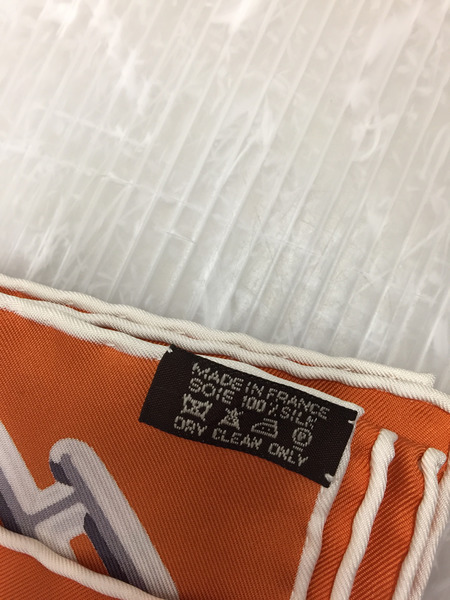 MADE IN FRANCE
SOIE 100% SILK
DRY CLEAN ONLY